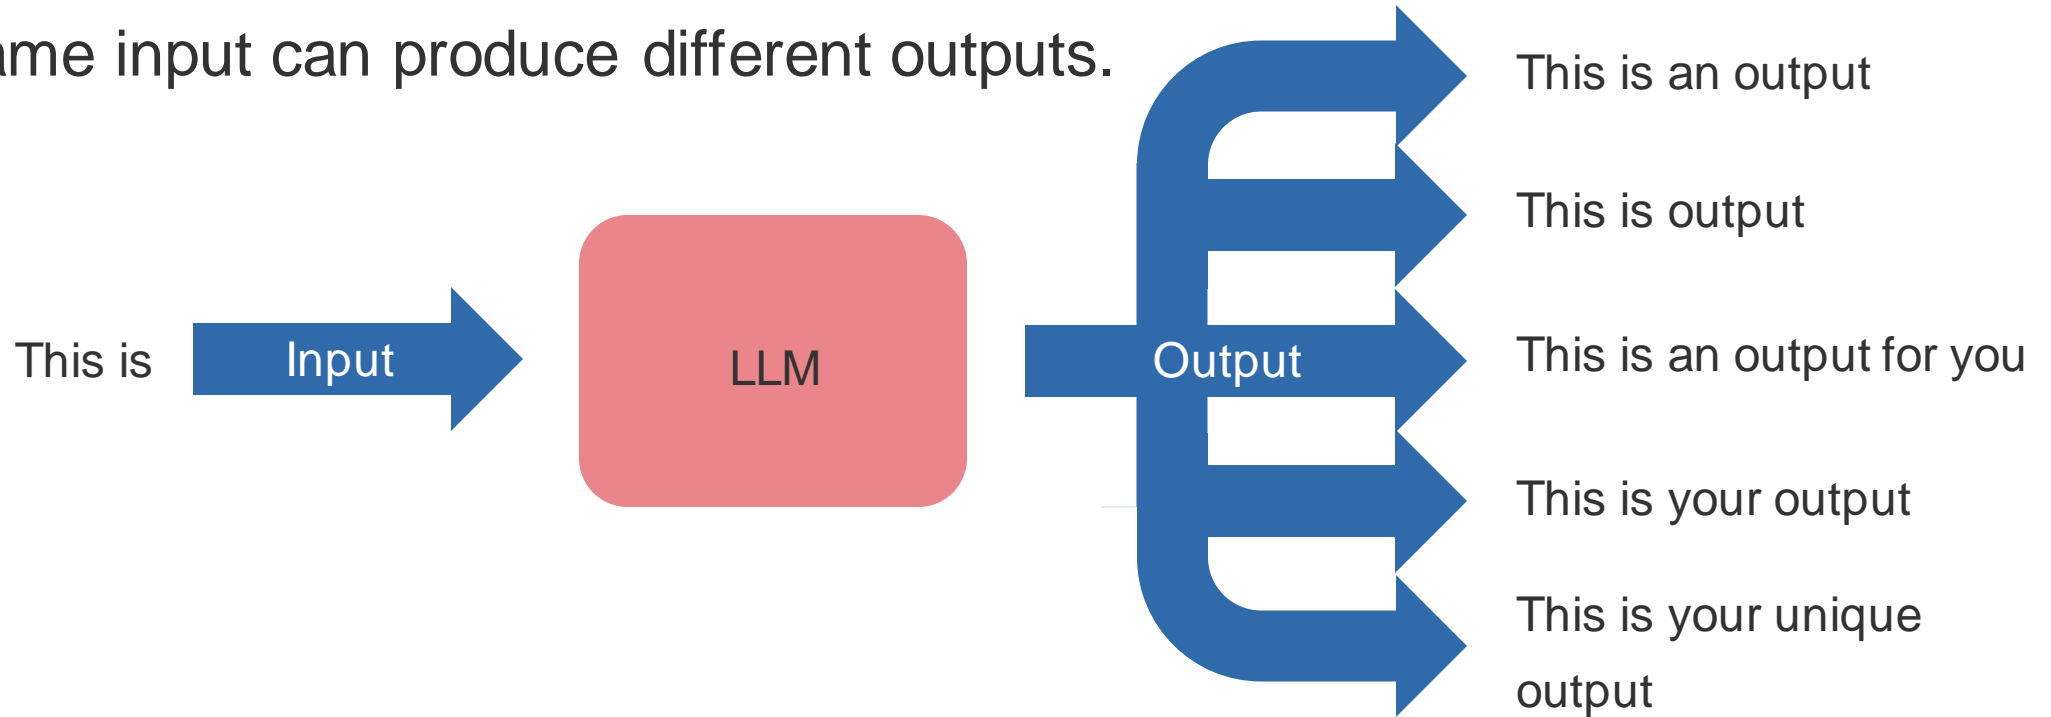 ame input can produce different outputs.
This is an output
This is output
This is
Input
LLM
Output
This is an output for you
This is your output
This is your unique
output